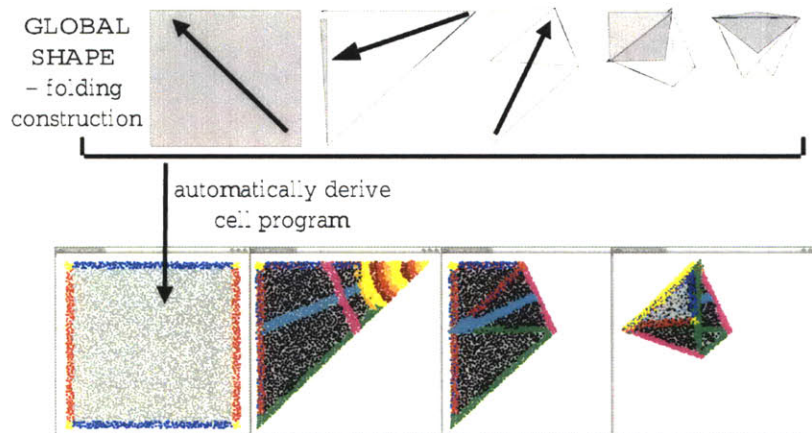 GLOBAL
SHAPE
– folding
construction
automatically derive
cell program